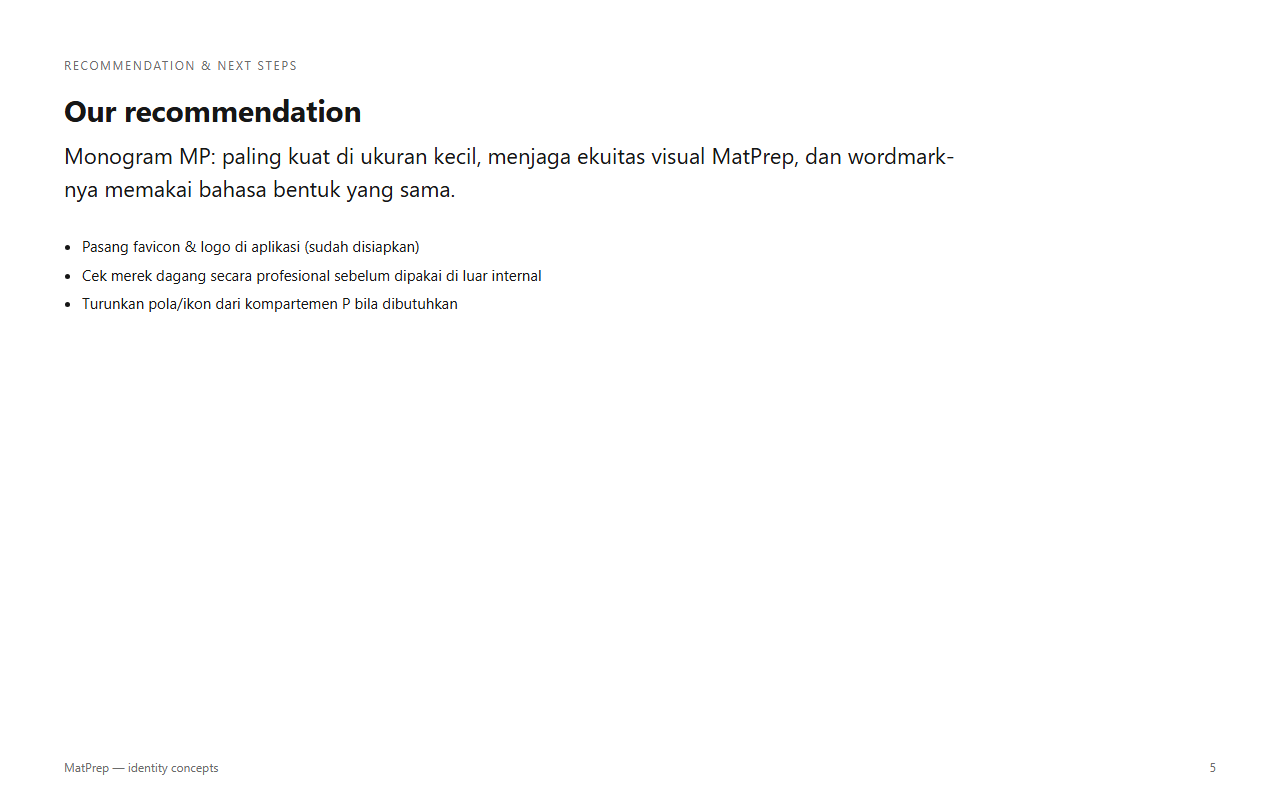 RECOMMENDATION & NEXT STEPS
Our recommendation
Monogram MP: paling kuat di ukuran kecil, menjaga ekuitas visual MatPrep, dan wordmark-
nya memakai bahasa bentuk yang sama.
• Pasang favicon & logo di aplikasi (sudah disiapkan)
• Cek merek dagang secara profesional sebelum dipakai di luar internal
• Turunkan pola/ikon dari kompartemen P bila dibutuhkan
MatPrep — identity concepts
5